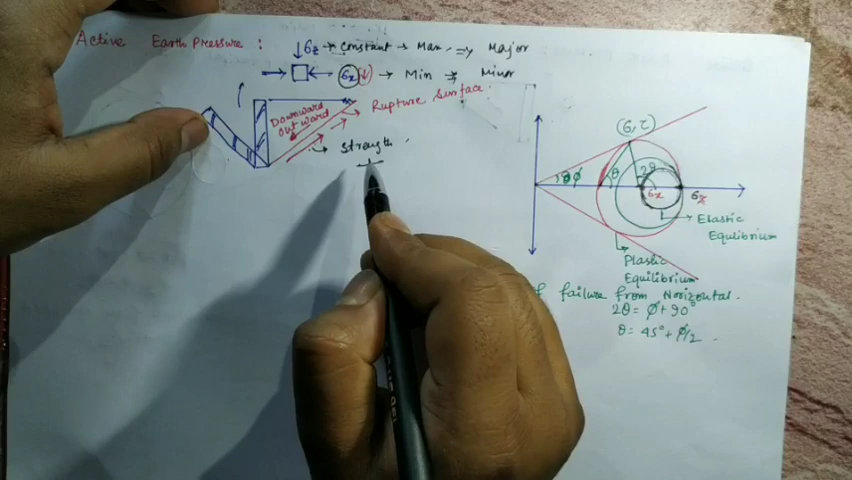 Active Earth Pressure :
↓σz → constant → Max. ⇒ Major
σx (↓) → Min → Minor
Downward
outward
Rupture Surface.
→ strength
(σ, τ)
ϕ
θ
2θ
σx
σz
Elastic
Equilibrium
Plastic
Equilibrium
of failure from Horizontal.
2θ = ϕ + 90°
θ = 45° + ϕ/2 .